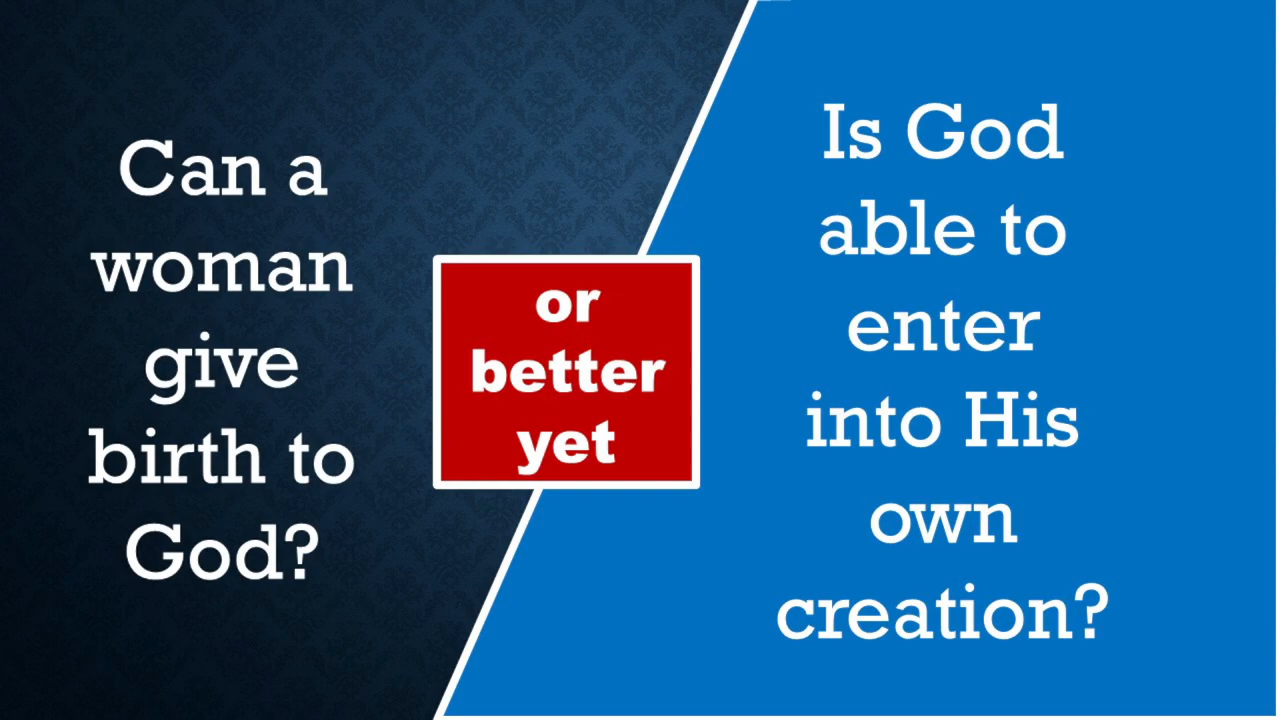 Can a
woman
give
birth to
God?
or
better
yet
Is God
able to
enter
into His
own
creation?